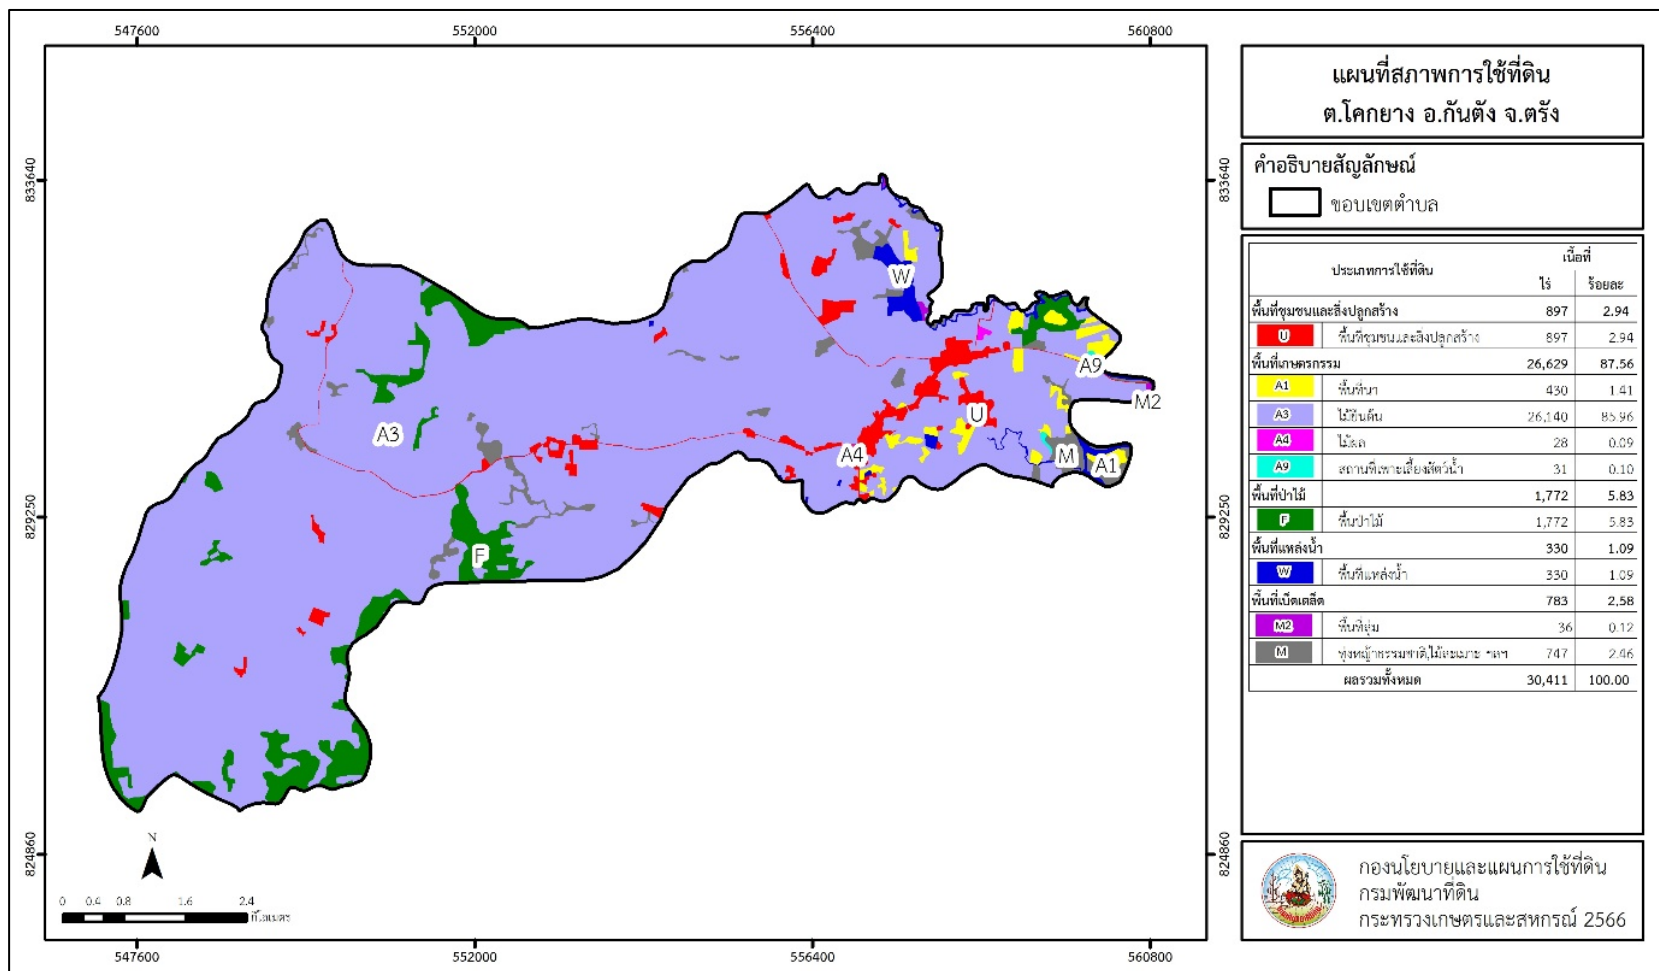 547600
552000
556400
560800
833640
833640
829250
829250
824860
824860
W
A9
M2
A3
U
A4
M
A1
F
N
0 0.4 0.8 1.6 2.4
กิโลเมตร
547600
552000
556400
560800
แผนที่สภาพการใช้ที่ดิน
ต.โคกยาง อ.กันตัง จ.ตรัง
คำอธิบายสัญลักษณ์
ขอบเขตตำบล
ประเภทการใช้ที่ดิน เนื้อที่
ไร่ ร้อยละ
พื้นที่ชุมชนและสิ่งปลูกสร้าง 897 2.94
U พื้นที่ชุมชนและสิ่งปลูกสร้าง 897 2.94
พื้นที่เกษตรกรรม 26,629 87.56
A1 พื้นที่นา 430 1.41
A3 ไม้ยืนต้น 26,140 85.96
A4 ไม้ผล 28 0.09
A9 สถานที่เพาะเลี้ยงสัตว์น้ำ 31 0.10
พื้นที่ป่าไม้ 1,772 5.83
F พื้นป่าไม้ 1,772 5.83
พื้นที่แหล่งน้ำ 330 1.09
W พื้นที่แหล่งน้ำ 330 1.09
พื้นที่เบ็ดเตล็ด 783 2.58
M2 พื้นที่ลุ่ม 36 0.12
M ทุ่งหญ้าธรรมชาติ,ไม้ละเมาะ ฯลฯ 747 2.46
ผลรวมทั้งหมด 30,411 100.00
กองนโยบายและแผนการใช้ที่ดิน
กรมพัฒนาที่ดิน
กระทรวงเกษตรและสหกรณ์ 2566